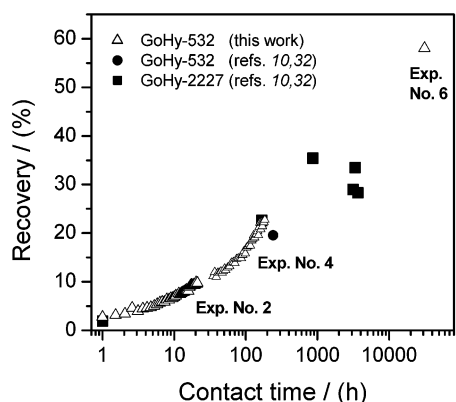 60
50
40
30
20
10
0
Recovery / (%)
GoHy-532 (this work)
GoHy-532 (refs. 10,32)
GoHy-2227 (refs. 10,32)
Exp.
No. 6
Exp. No. 4
Exp. No. 2
1 10 100 1000 10000
Contact time / (h)